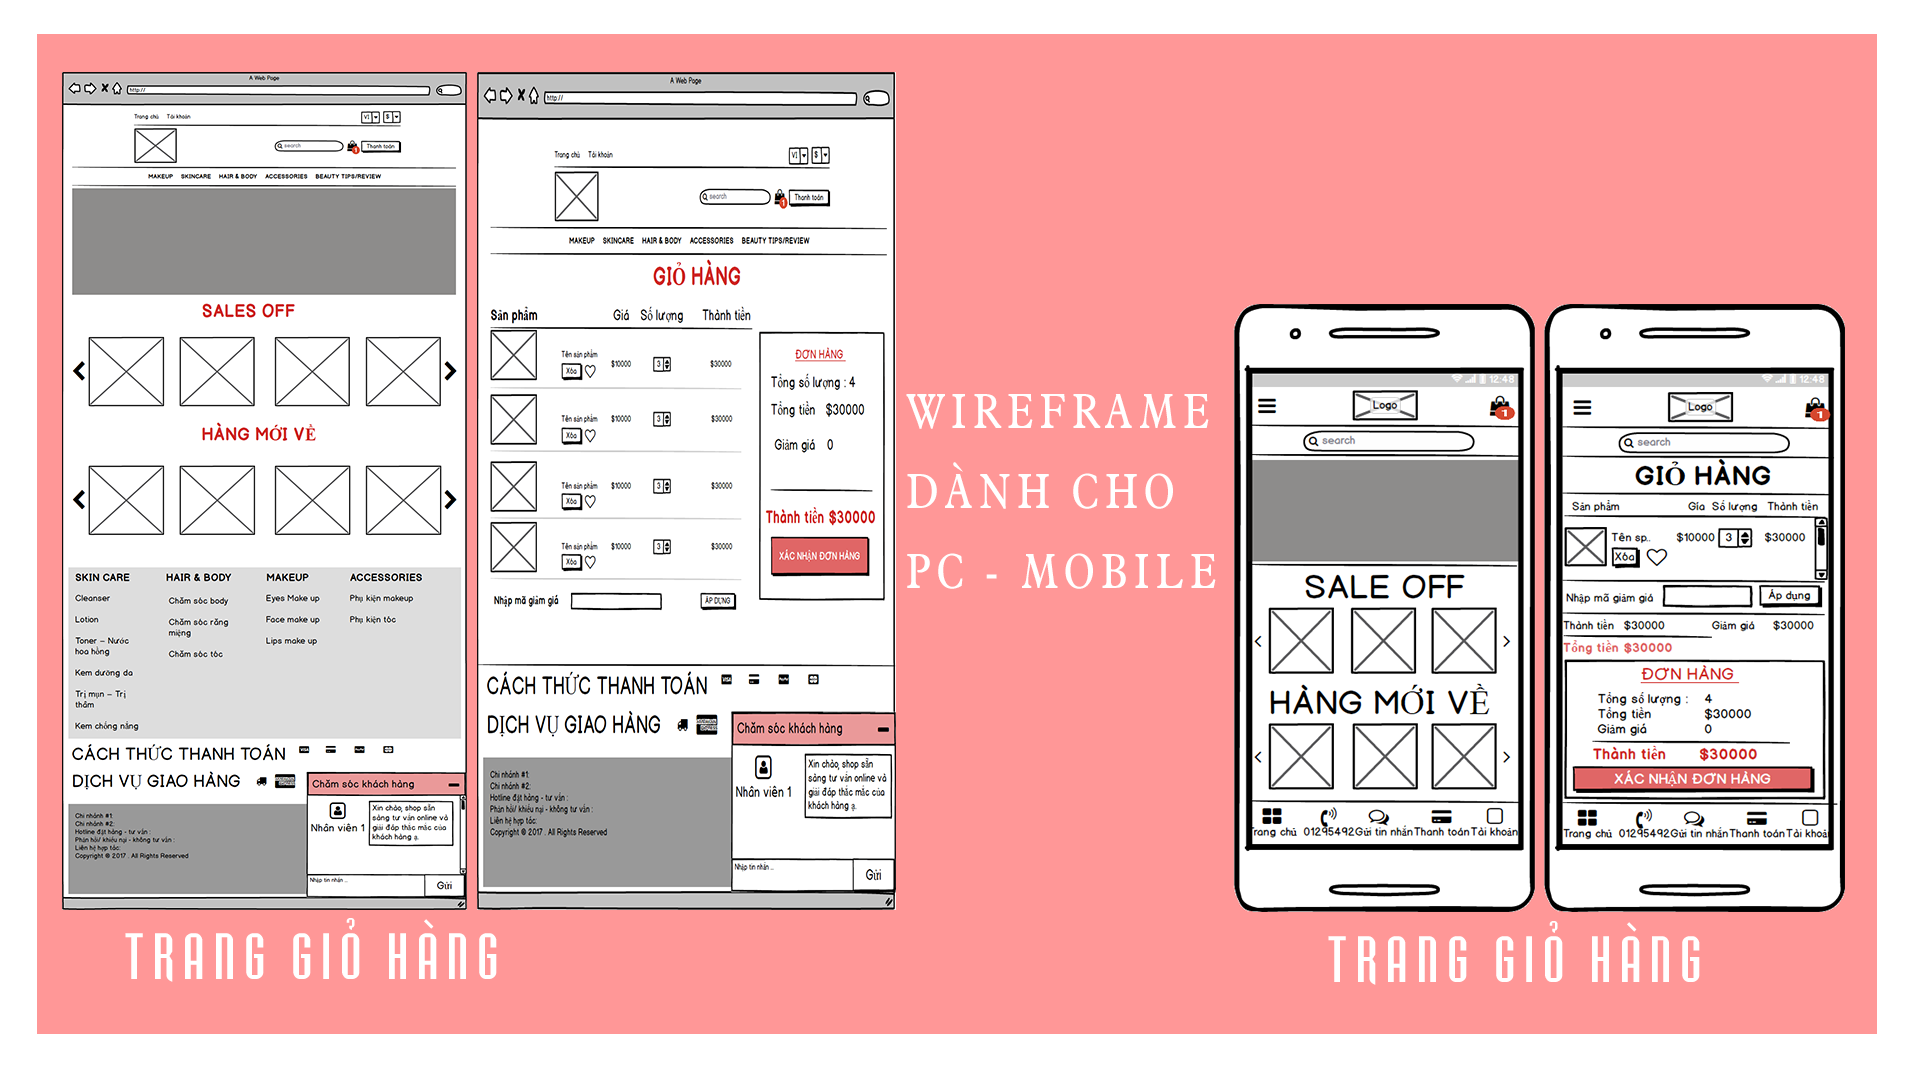 A Web Page
http://
Trang chủ Tài khoản
VI $
search
1
Thanh toán
MAKEUP SKINCARE HAIR & BODY ACCESSORIES BEAUTY TIPS/REVIEW
SALES OFF
HÀNG MỚI VỀ
SKIN CARE HAIR & BODY MAKEUP ACCESSORIES
Cleanser Chăm sóc body Eyes Make up Phụ kiện makeup
Lotion Chăm sóc răng miệng Face make up Phụ kiện tóc
Toner – Nước hoa hồng Chăm sóc tóc Lips make up
Kem dưỡng da
Trị mụn – Trị thâm
Kem chống nắng
CÁCH THỨC THANH TOÁN VISA
DỊCH VỤ GIAO HÀNG
Chi nhánh #1:
Chi nhánh #2:
Hotline đặt hàng - tư vấn :
Phản hồi/ khiếu nại - không tư vấn :
Liên hệ hợp tác:
Copyright © 2017 . All Rights Reserved
Chăm sóc khách hàng
Nhân viên 1
Xin chào, shop sẵn
sàng tư vấn online và
giải đáp thắc mắc của
khách hàng ạ.
Nhập tin nhắn ...
Gửi
TRANG GIỎ HÀNG
A Web Page
http://
Trang chủ Tài khoản
VI $
search
1
Thanh toán
MAKEUP SKINCARE HAIR & BODY ACCESSORIES BEAUTY TIPS/REVIEW
GIỎ HÀNG
Sản phẩm Giá Số lượng Thành tiền
Tên sản phẩm $10000 3 $30000
Xóa
Tên sản phẩm $10000 3 $30000
Xóa
Tên sản phẩm $10000 3 $30000
Xóa
Tên sản phẩm $10000 3 $30000
Xóa
Nhập mã giảm giá ÁP DỤNG
ĐƠN HÀNG
Tổng số lượng : 4
Tổng tiền $30000
Giảm giá 0
Thành tiền $30000
XÁC NHẬN ĐƠN HÀNG
CÁCH THỨC THANH TOÁN VISA
DỊCH VỤ GIAO HÀNG
Chi nhánh #1:
Chi nhánh #2:
Hotline đặt hàng - tư vấn :
Phản hồi/ khiếu nại - không tư vấn :
Liên hệ hợp tác:
Copyright © 2017 . All Rights Reserved
Chăm sóc khách hàng
Nhân viên 1
Xin chào, shop sẵn
sàng tư vấn online và
giải đáp thắc mắc của
khách hàng ạ.
Nhập tin nhắn ...
Gửi
WIREFRAME
DÀNH CHO
PC - MOBILE
12:48
Logo
1
search
SALE OFF
HÀNG MỚI VỀ
Trang chủ 01295492 Gửi tin nhắn Thanh toán Tài khoản
12:48
Logo
1
search
GIỎ HÀNG
Sản phẩm Gía Số lượng Thành tiền
Tên sp.. $10000 3 $30000
Xóa
Nhập mã giảm giá Áp dụng
Thành tiền $30000 Giảm giá $30000
Tổng tiền $30000
ĐƠN HÀNG
Tổng số lượng : 4
Tổng tiền $30000
Giảm giá 0
Thành tiền $30000
XÁC NHẬN ĐƠN HÀNG
Trang chủ 01295492 Gửi tin nhắn Thanh toán Tài khoả
TRANG GIỎ HÀNG